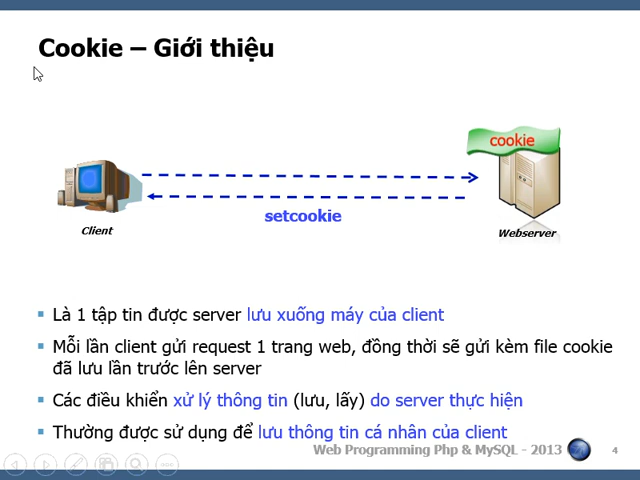 Cookie – Giới thiệu
cookie
setcookie
Client
Webserver
Là 1 tập tin được server lưu xuống máy của client
Mỗi lần client gửi request 1 trang web, đồng thời sẽ gửi kèm file cookie
đã lưu lần trước lên server
Các điều khiển xử lý thông tin (lưu, lấy) do server thực hiện
Thường được sử dụng để lưu thông tin cá nhân của client
Web Programming Php & MySQL - 2013
4